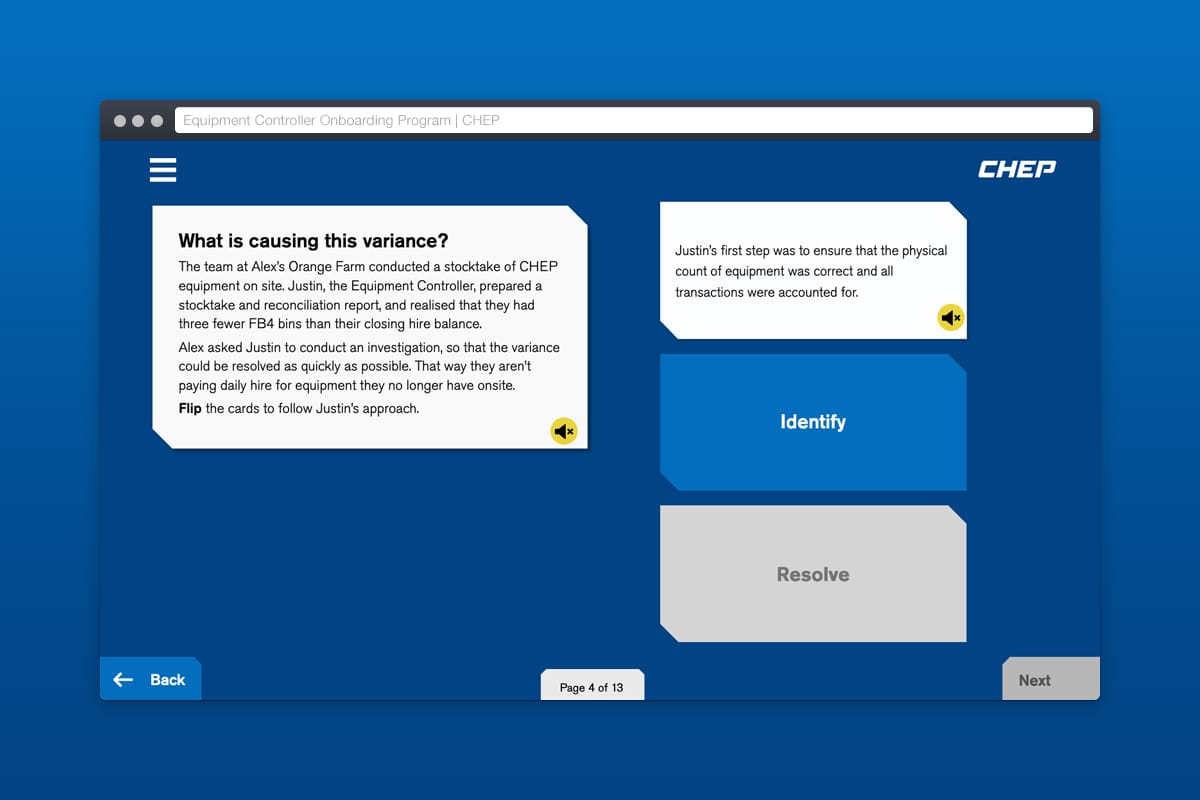 Equipment Controller Onboarding Program | CHEP
CHEP
What is causing this variance?
The team at Alex's Orange Farm conducted a stocktake of CHEP
equipment on site. Justin, the Equipment Controller, prepared a
stocktake and reconciliation report, and realised that they had
three fewer FB4 bins than their closing hire balance.
Alex asked Justin to conduct an investigation, so that the variance
could be resolved as quickly as possible. That way they aren't
paying daily hire for equipment they no longer have onsite.
Flip the cards to follow Justin's approach.
Justin's first step was to ensure that the physical
count of equipment was correct and all
transactions were accounted for.
Identify
Resolve
Back
Page 4 of 13
Next